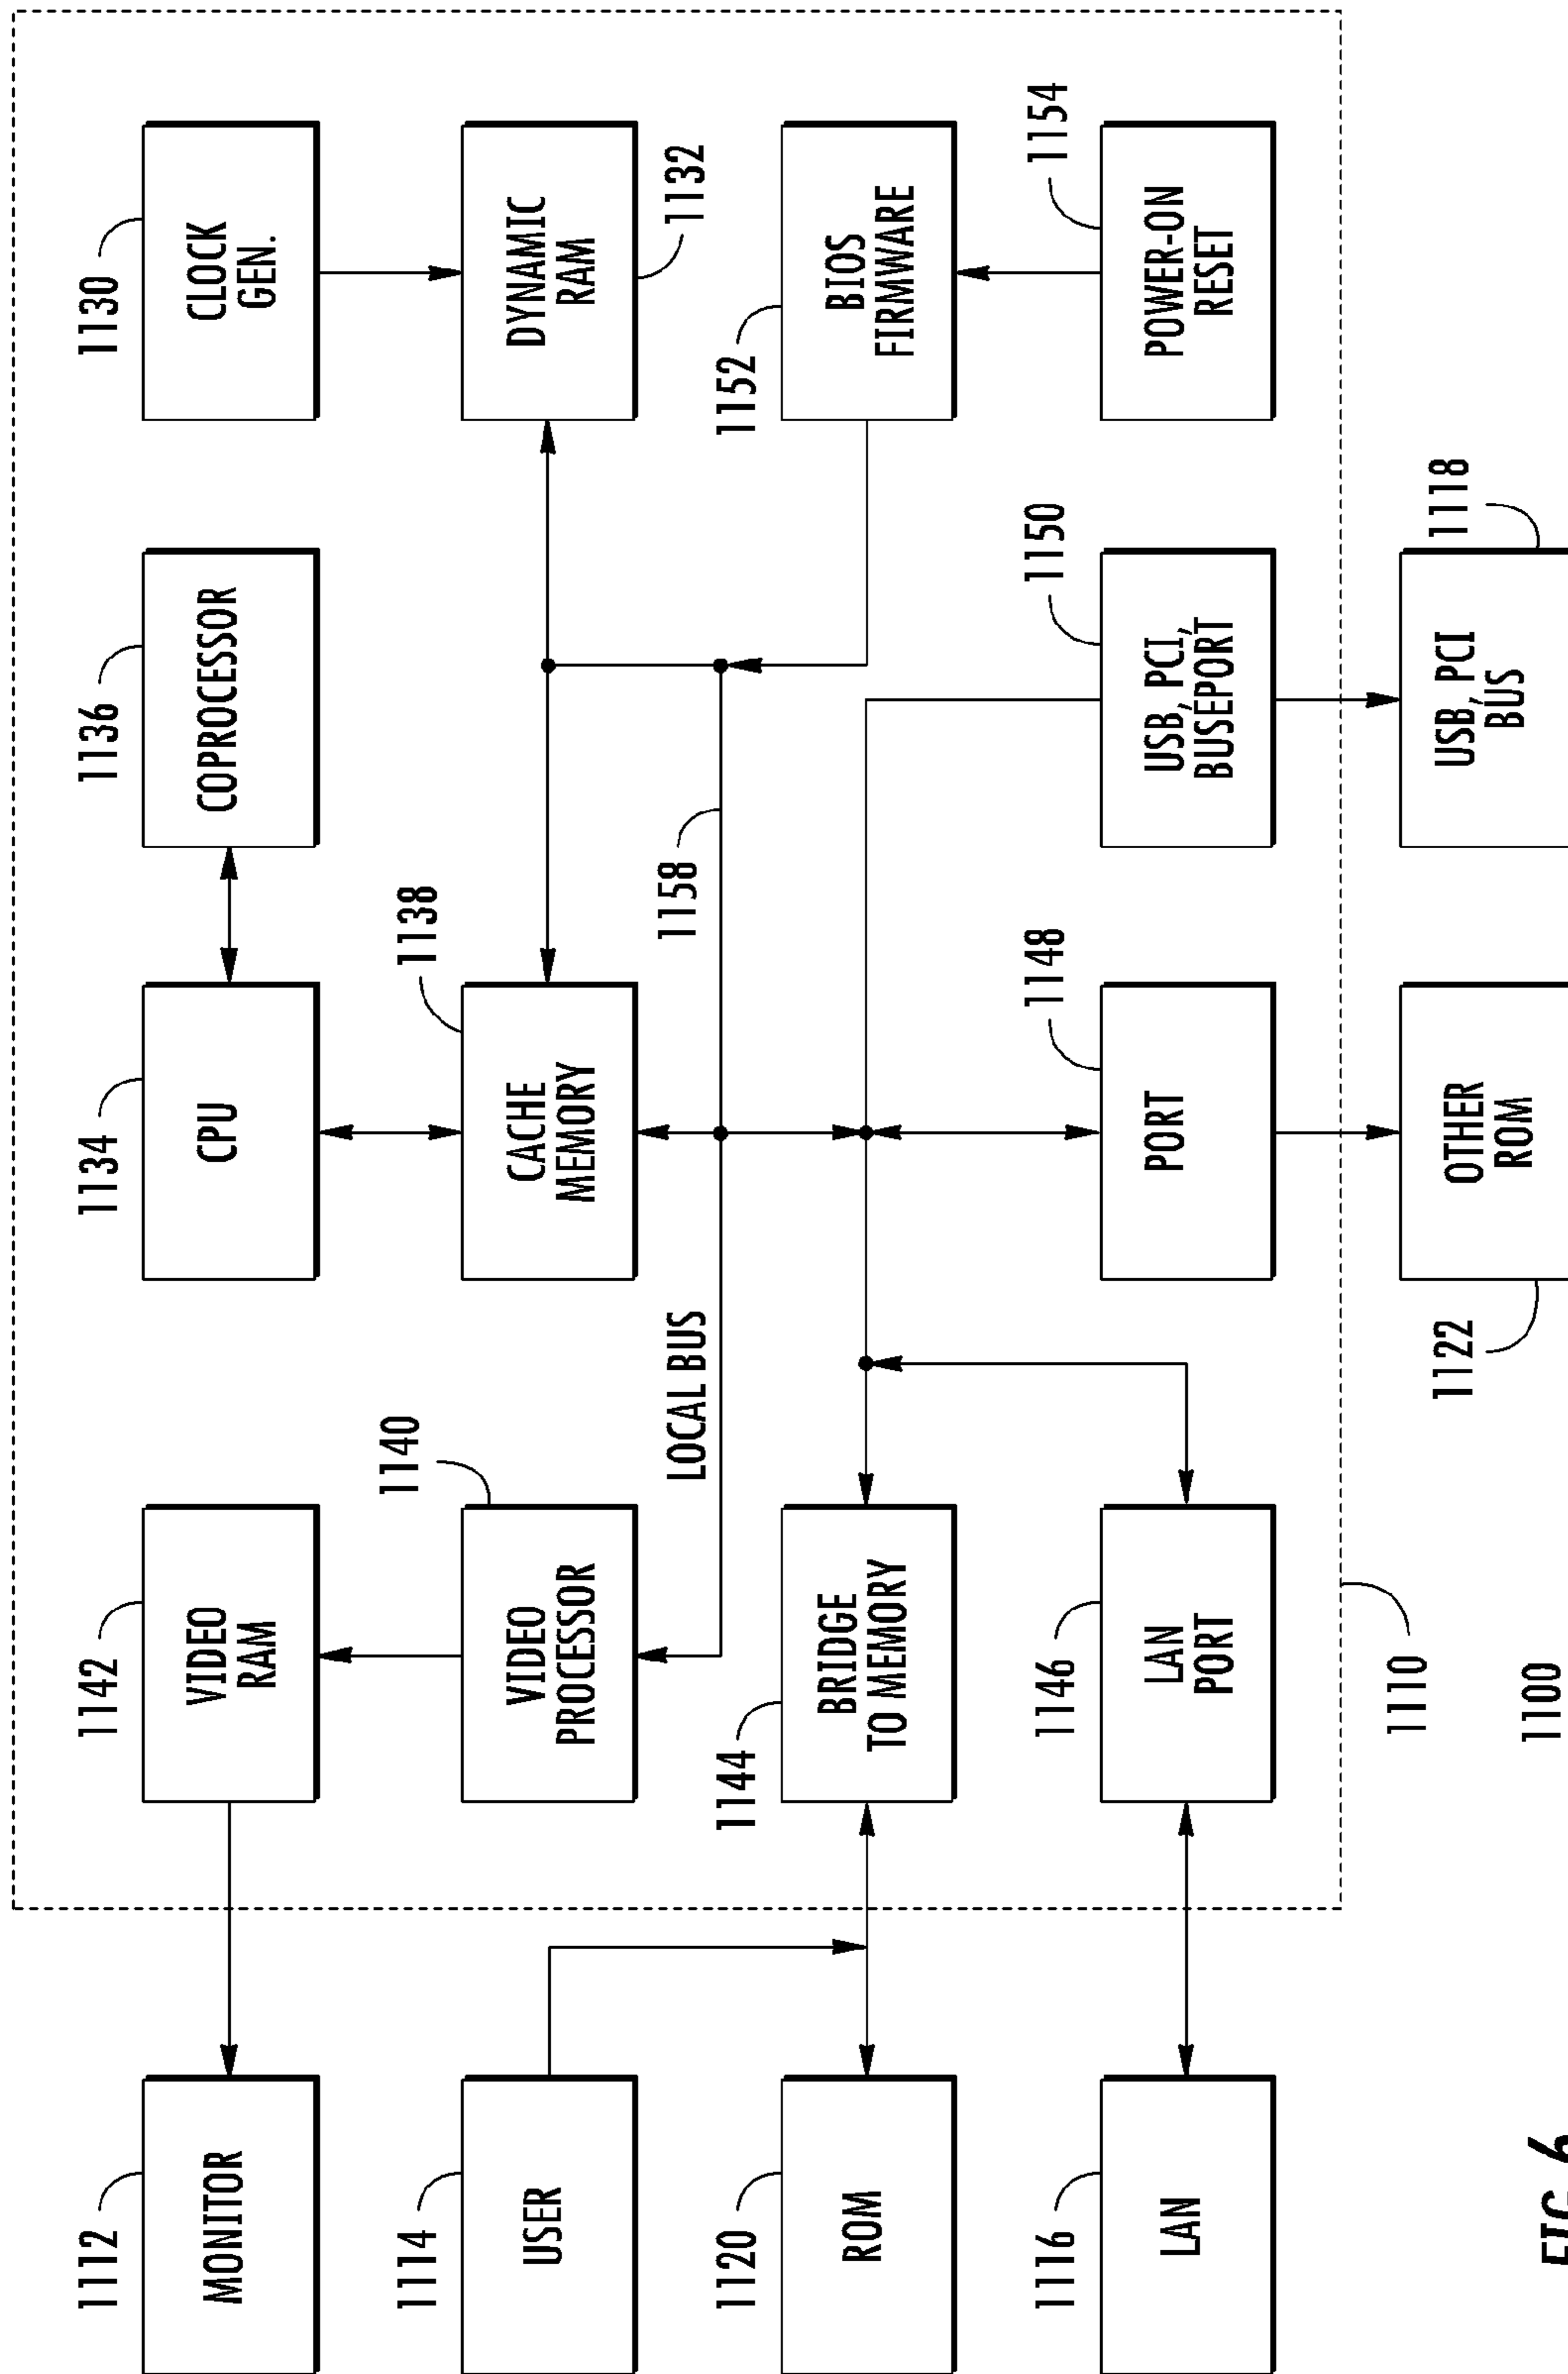 1112
MONITOR
1142
VIDEO
RAM
1134
CPU
1136
COPROCESSOR
1130
CLOCK
GEN.
1114
USER
1140
VIDEO
PROCESSOR
1138
CACHE
MEMORY
DYNAMIC
RAM
1132
LOCAL BUS
1158
1120
ROM
1144
BRIDGE
TO MEMORY
1152
BIOS
FIRMWARE
1116
LAN
1146
LAN
PORT
1148
PORT
1150
USB, PCI,
BUSEPORT
1154
POWER-ON
RESET
1110
1122
OTHER
ROM
1118
USB, PCI
BUS
1100
FIG. 6